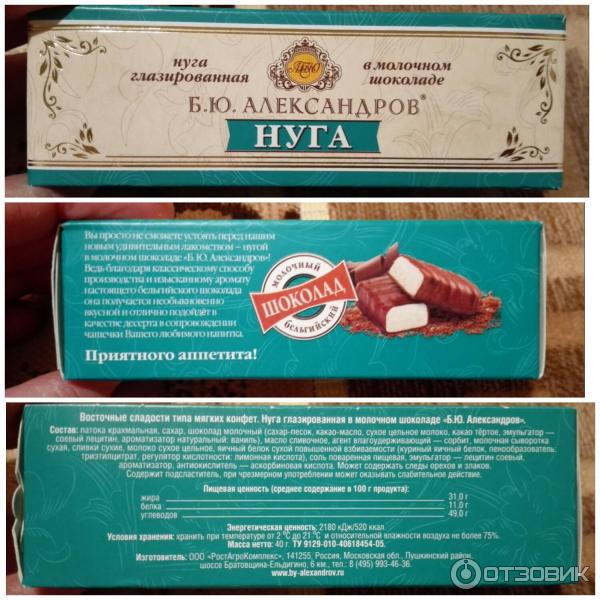 нуга
глазированная
АБЮ
в молочном
шоколаде
Б.Ю. АЛЕКСАНДРОВ®
НУГА
Вы просто не сможете устоять перед нашим
новым удивительным лакомством – нугой
в молочном шоколаде «Б.Ю. Александров»!
Ведь благодаря классическому способу
производства и изысканному аромату
настоящего бельгийского шоколада
она получается необыкновенно
вкусной и отлично подойдёт в
качестве десерта в сопровождении
чашечки Вашего любимого напитка.
Приятного аппетита!
МОЛОЧНЫЙ
ШОКОЛАД
бельгийский
Восточные сладости типа мягких конфет. Нуга глазированная в молочном шоколаде «Б.Ю. Александров».
Состав: патока крахмальная, сахар, шоколад молочный (сахар-песок, какао-масло, сухое цельное молоко, какао тёртое, эмульгатор –
соевый лецитин, ароматизатор натуральный: ваниль), масло сливочное, агент влагоудерживающий — сорбит, молочная сыворотка
сухая, сливки сухие, молоко сухое цельное, яичный белок сухой повышенной взбиваемости (куриный яичный белок, пенообразователь:
триэтилцитрат, регулятор кислотности: лимонная кислота), соль поваренная пищевая, эмульгатор — лецитин соевый,
ароматизатор, антиокислитель — аскорбиновая кислота. Может содержать следы орехов и злаков.
Содержит подсластитель, при чрезмерном употреблении может оказывать слабительное действие.
Пищевая ценность (среднее содержание в 100 г продукта):
жира 31,0 г
белка 11,0 г
углеводов 49,0 г
Энергетическая ценность: 2180 кДж/520 ккал.
Условия хранения: хранить при температуре от 2 °С до 21 °С и относительной влажности воздуха не более 75%.
Масса нетто: 40 г. ТУ 9129-010-40618454-05.
Изготовитель: ООО «РостАгроКомплекс», 141255, Россия, Московская обл., Пушкинский район,
шоссе Братовщина-Ельдигино, 6 км, тел.: 8 (495) 993-46-36.
www.by-alexandrov.ru
ОТЗОВИК